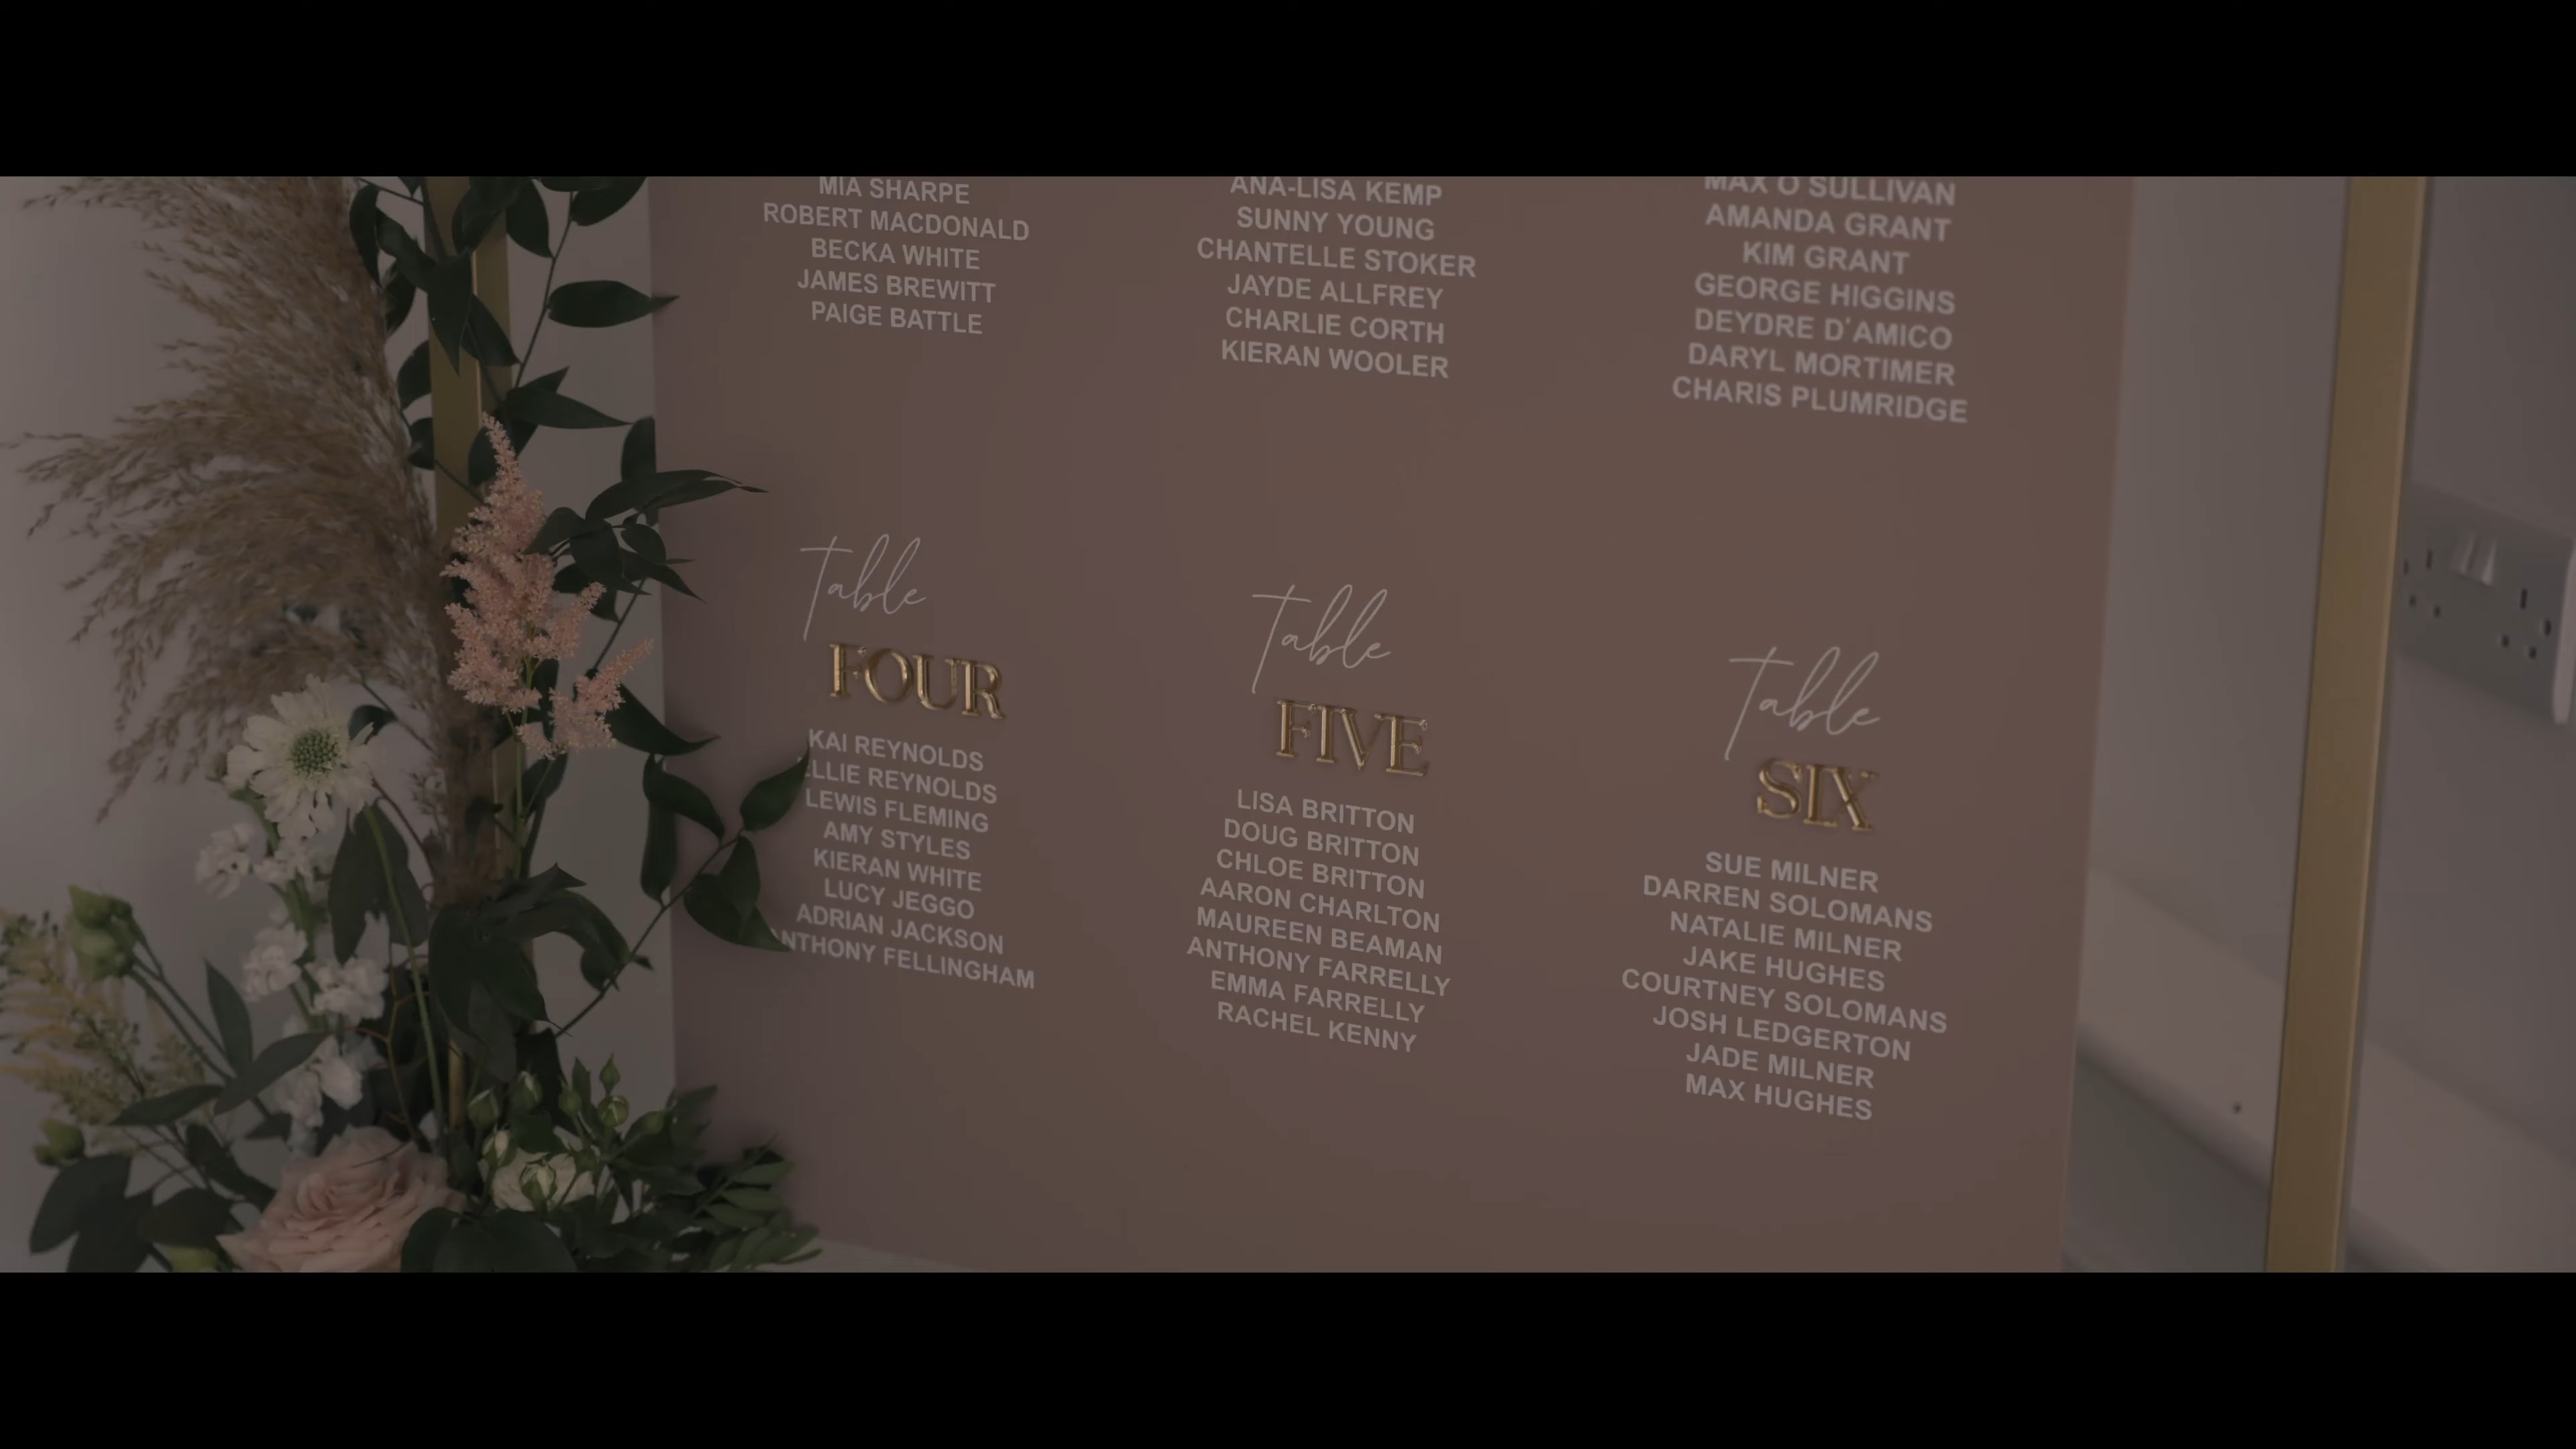 MIA SHARPE
ROBERT MACDONALD
BECKA WHITE
JAMES BREWITT
PAIGE BATTLE
ANA-LISA KEMP
SUNNY YOUNG
CHANTELLE STOKER
JAYDE ALLFREY
CHARLIE CORTH
KIERAN WOOLER
MAX O SULLIVAN
AMANDA GRANT
KIM GRANT
GEORGE HIGGINS
DEYDRE D'AMICO
DARYL MORTIMER
CHARIS PLUMRIDGE
Table
FOUR
KAI REYNOLDS
ELLIE REYNOLDS
LEWIS FLEMING
AMY STYLES
KIERAN WHITE
LUCY JEGGO
ADRIAN JACKSON
ANTHONY FELLINGHAM
Table
FIVE
LISA BRITTON
DOUG BRITTON
CHLOE BRITTON
AARON CHARLTON
MAUREEN BEAMAN
ANTHONY FARRELLY
EMMA FARRELLY
RACHEL KENNY
Table
SIX
SUE MILNER
DARREN SOLOMANS
NATALIE MILNER
JAKE HUGHES
COURTNEY SOLOMANS
JOSH LEDGERTON
JADE MILNER
MAX HUGHES